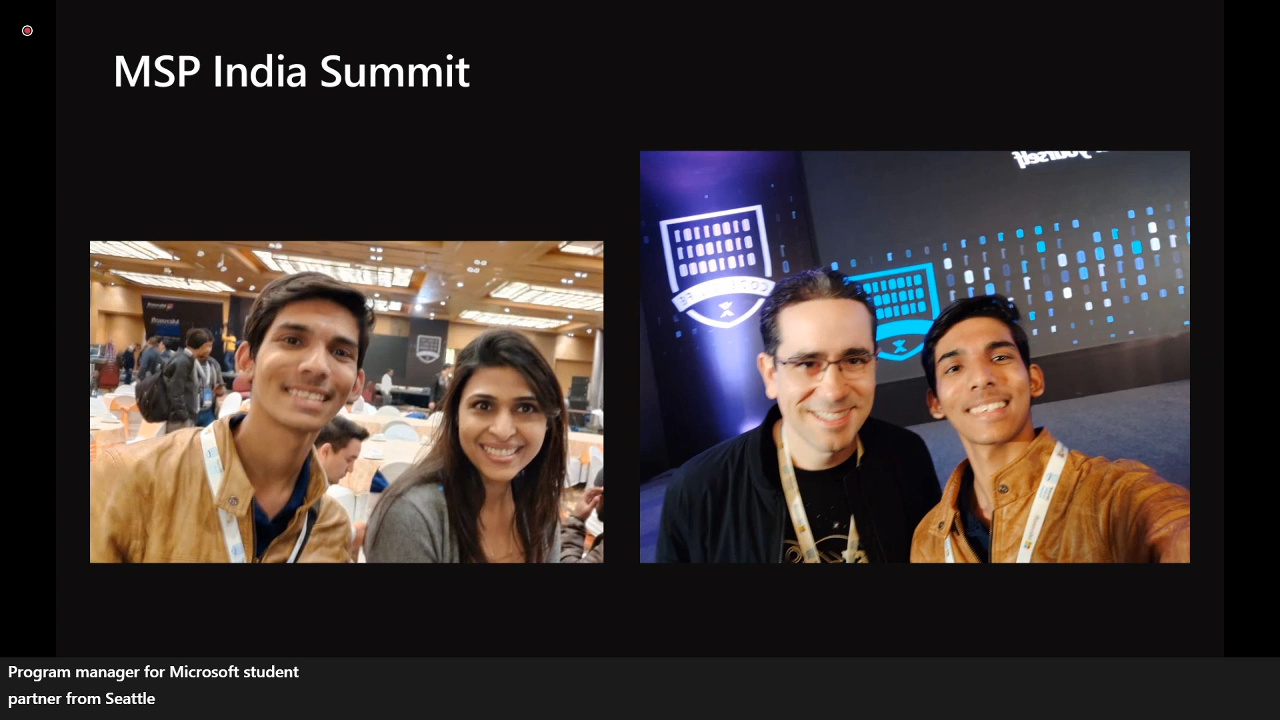 MSP India Summit
Program manager for Microsoft student
partner from Seattle